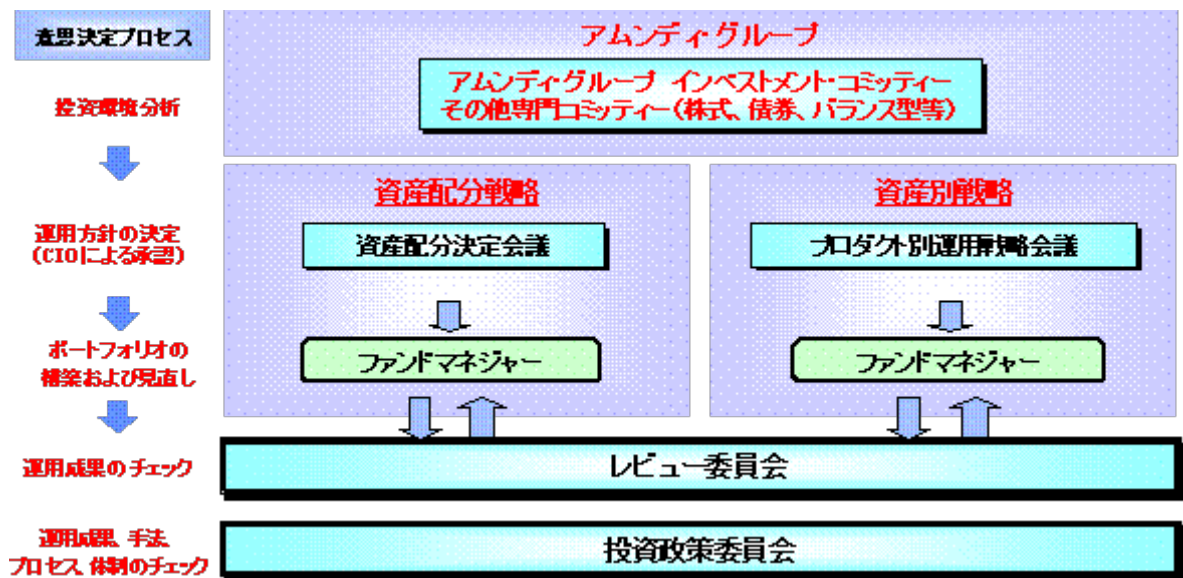 意思決定プロセス
アムンディ・グループ
アムンディ・グループ インベストメント・コミッティー
その他専門コミッティー(株式、債券、バランス型等)
投資環境分析
資産配分戦略
資産別戦略
運用方針の決定
(CIOによる承認)
資産配分決定会議
プロダクト別運用戦略会議
ポートフォリオの
構築および見直し
ファンドマネジャー
ファンドマネジャー
運用成果のチェック
レビュー委員会
運用成果、手法、
プロセス、体制のチェック
投資政策委員会